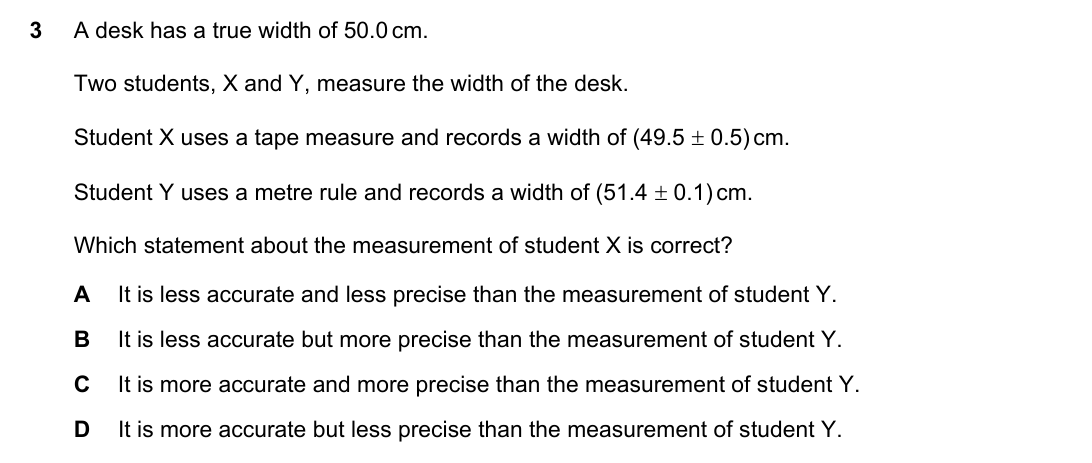 3 A desk has a true width of 50.0 cm.
Two students, X and Y, measure the width of the desk.
Student X uses a tape measure and records a width of (49.5 ± 0.5) cm.
Student Y uses a metre rule and records a width of (51.4 ± 0.1) cm.
Which statement about the measurement of student X is correct?
A It is less accurate and less precise than the measurement of student Y.
B It is less accurate but more precise than the measurement of student Y.
C It is more accurate and more precise than the measurement of student Y.
D It is more accurate but less precise than the measurement of student Y.